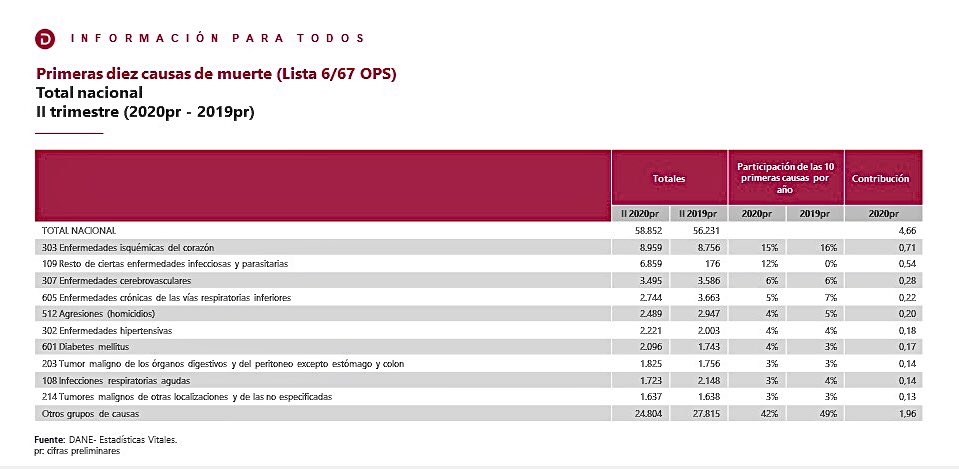 D INFORMACIÓN PARA TODOS
Primeras diez causas de muerte (Lista 6/67 OPS)
Total nacional
II trimestre (2020pr - 2019pr)
Totales Participación de las 10 primeras causas por año Contribución
II 2020pr II 2019pr 2020pr 2019pr 2020pr
TOTAL NACIONAL 58.852 56.231 4,66
303 Enfermedades isquémicas del corazón 8.959 8.756 15% 16% 0,71
109 Resto de ciertas enfermedades infecciosas y parasitarias 6.859 176 12% 0% 0,54
307 Enfermedades cerebrovasculares 3.495 3.586 6% 6% 0,28
605 Enfermedades crónicas de las vías respiratorias inferiores 2.744 3.663 5% 7% 0,22
512 Agresiones (homicidios) 2.489 2.947 4% 5% 0,20
302 Enfermedades hipertensivas 2.221 2.003 4% 4% 0,18
601 Diabetes mellitus 2.096 1.743 4% 3% 0,17
203 Tumor maligno de los órganos digestivos y del peritoneo excepto estómago y colon 1.825 1.756 3% 3% 0,14
108 Infecciones respiratorias agudas 1.723 2.148 3% 4% 0,14
214 Tumores malignos de otras localizaciones y de las no especificadas 1.637 1.638 3% 3% 0,13
Otros grupos de causas 24.804 27.815 42% 49% 1,96
Fuente: DANE- Estadísticas Vitales.
pr: cifras preliminares